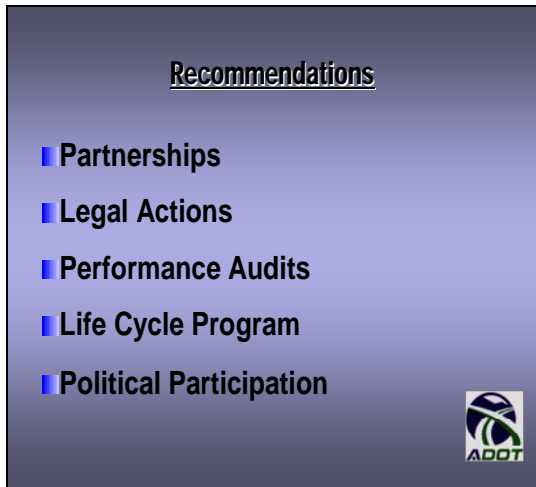 Recommendations
Partnerships
Legal Actions
Performance Audits
Life Cycle Program
Political Participation
ADOT